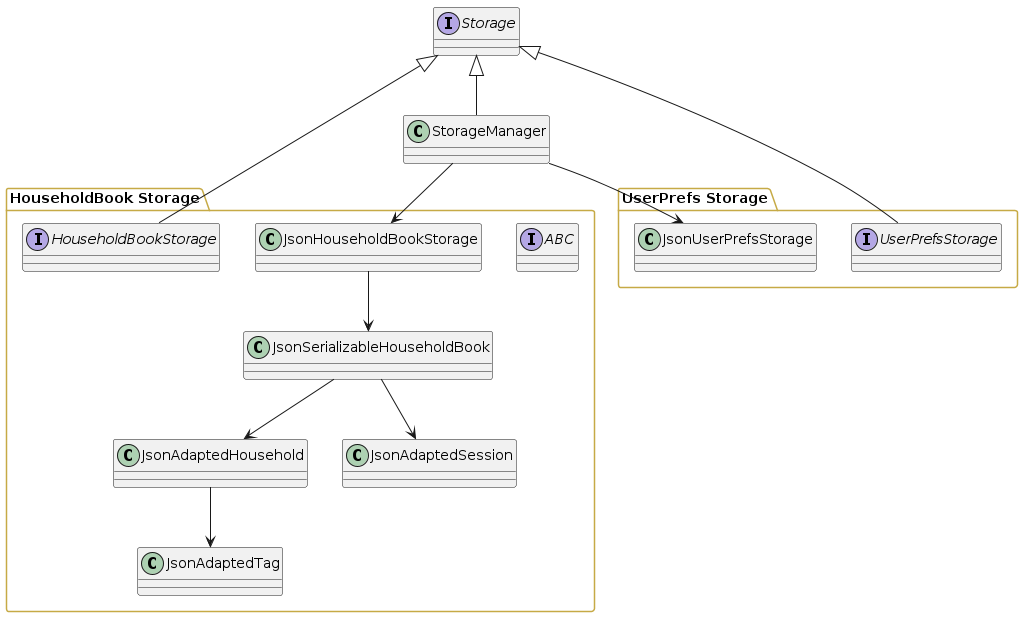 I Storage
C StorageManager
HouseholdBook Storage
UserPrefs Storage
I HouseholdBookStorage
C JsonHouseholdBookStorage
I ABC
C JsonUserPrefsStorage
I UserPrefsStorage
C JsonSerializableHouseholdBook
C JsonAdaptedHousehold
C JsonAdaptedSession
C JsonAdaptedTag